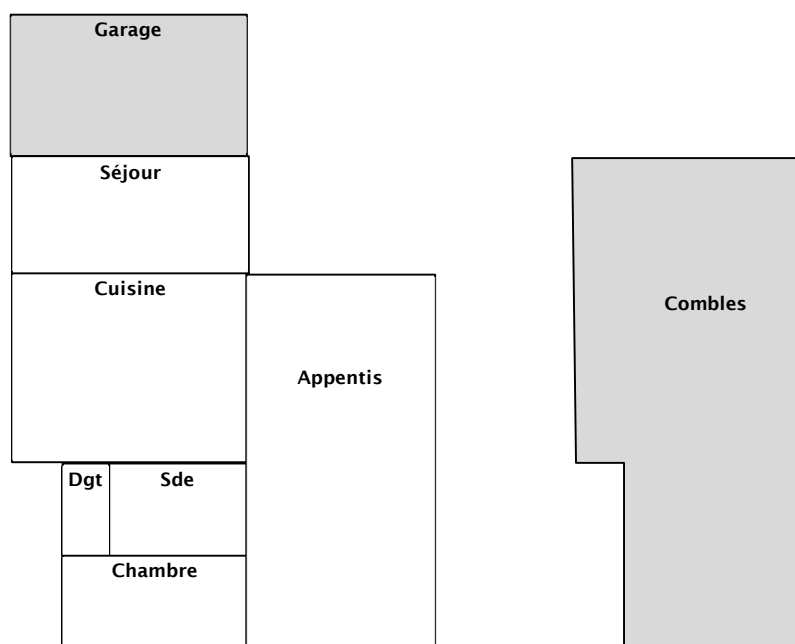 Garage
Séjour
Cuisine
Combles
Appentis
Dgt
Sde
Chambre